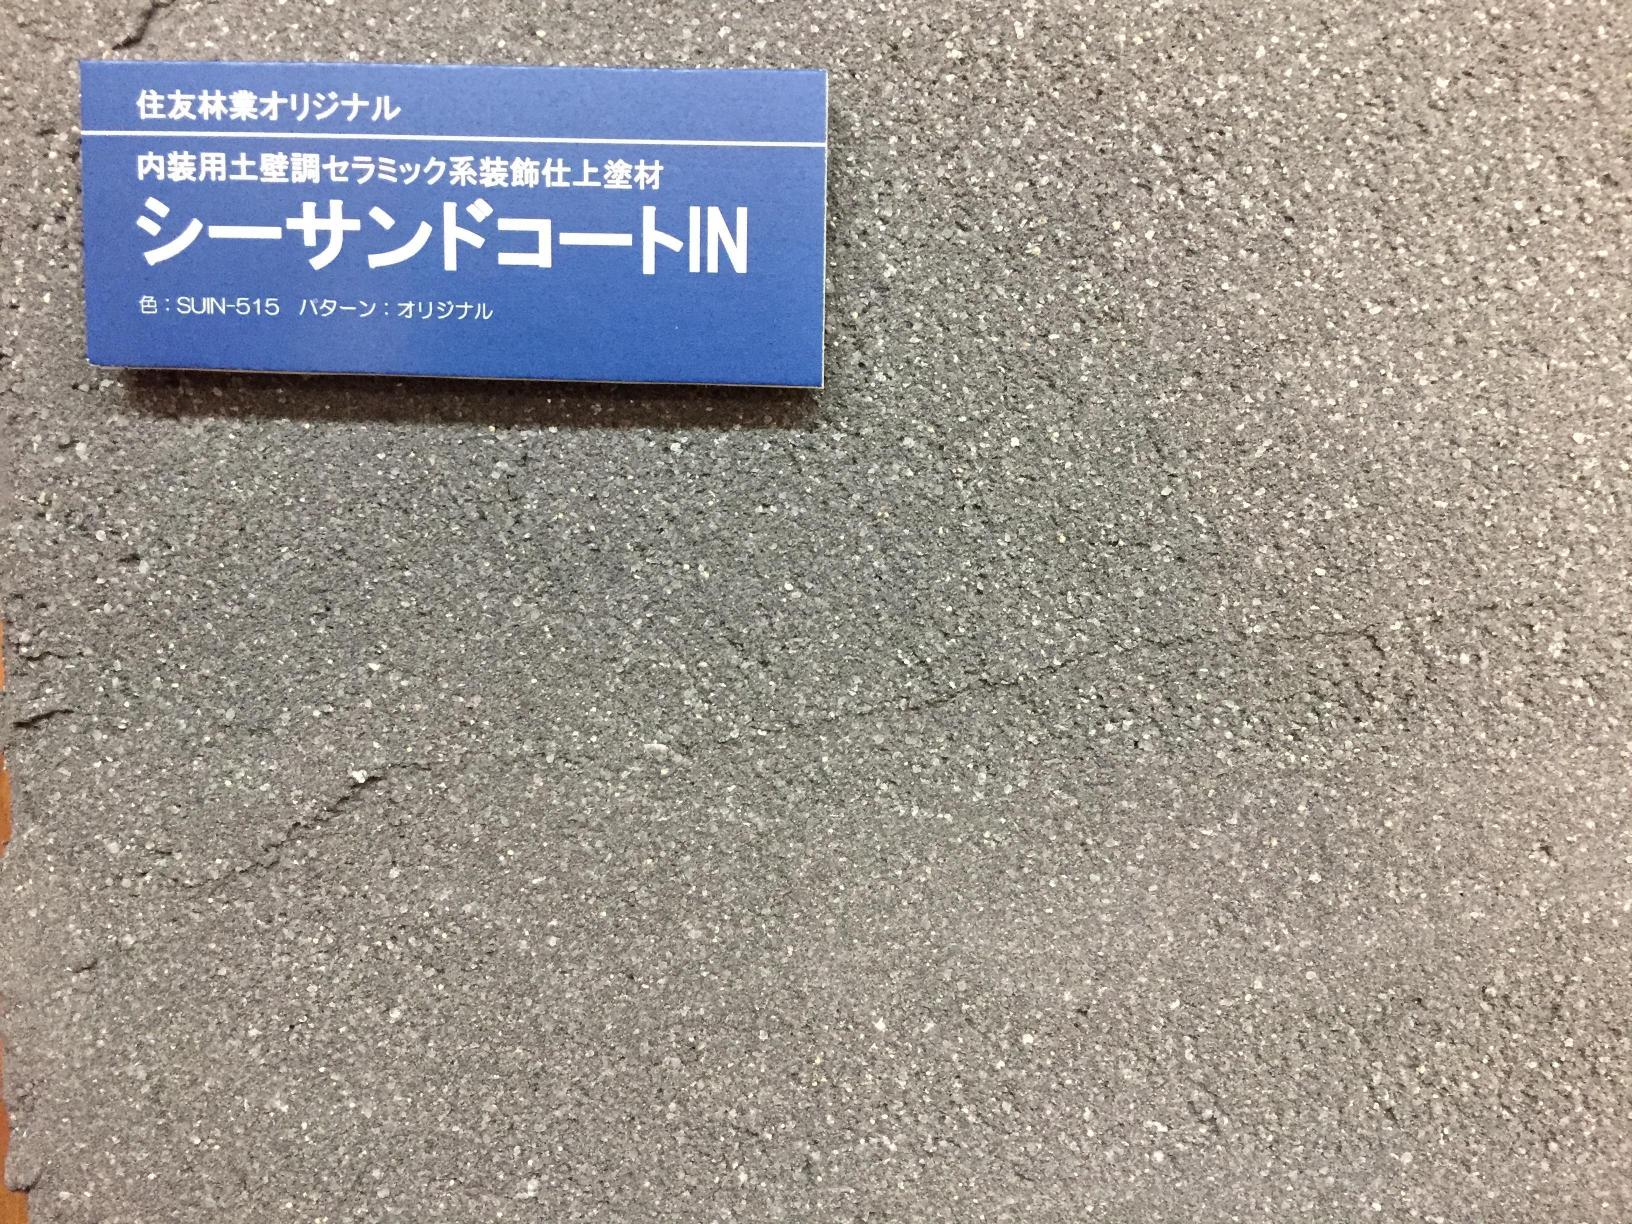 住友林業オリジナル
内装用土壁調セラミック系装飾仕上塗材
シーサンドコートIN
色：SUIN-515　パターン：オリジナル